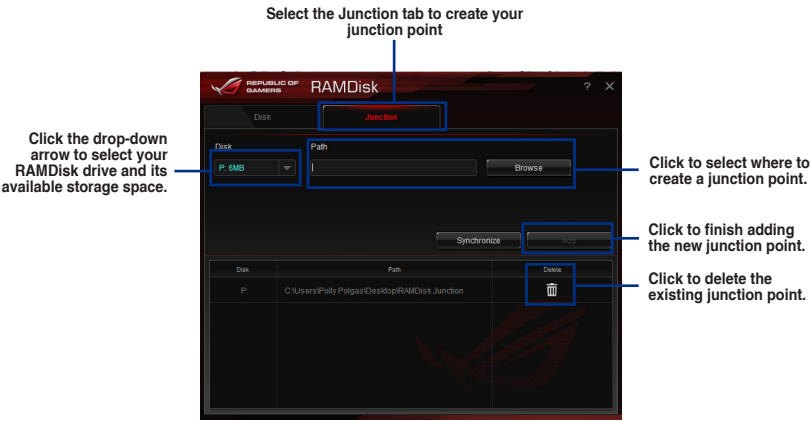 Select the Junction tab to create your
junction point
REPUBLIC OF
GAMERS
RAMDisk
? ×
Disk
Junction
Click the drop-down
arrow to select your
RAMDisk drive and its
available storage space.
Disk
Path
P: 6MB
Browse
Click to select where to
create a junction point.
Synchronize
Add
Click to finish adding
the new junction point.
Disk
Path
Delete
P:
C:\Users\Polly Polgas\Desktop\RAMDisk Junction
Click to delete the
existing junction point.